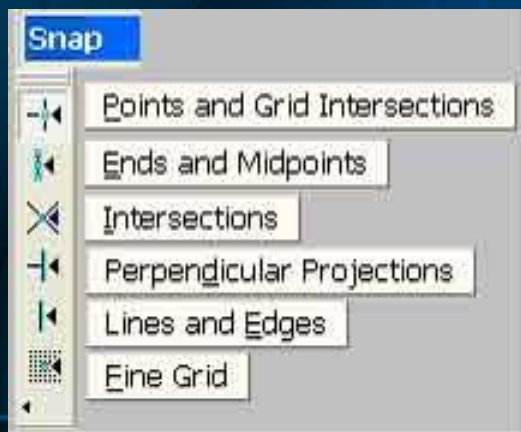 Snap
Points and Grid Intersections
Ends and Midpoints
Intersections
Perpendicular Projections
Lines and Edges
Fine Grid